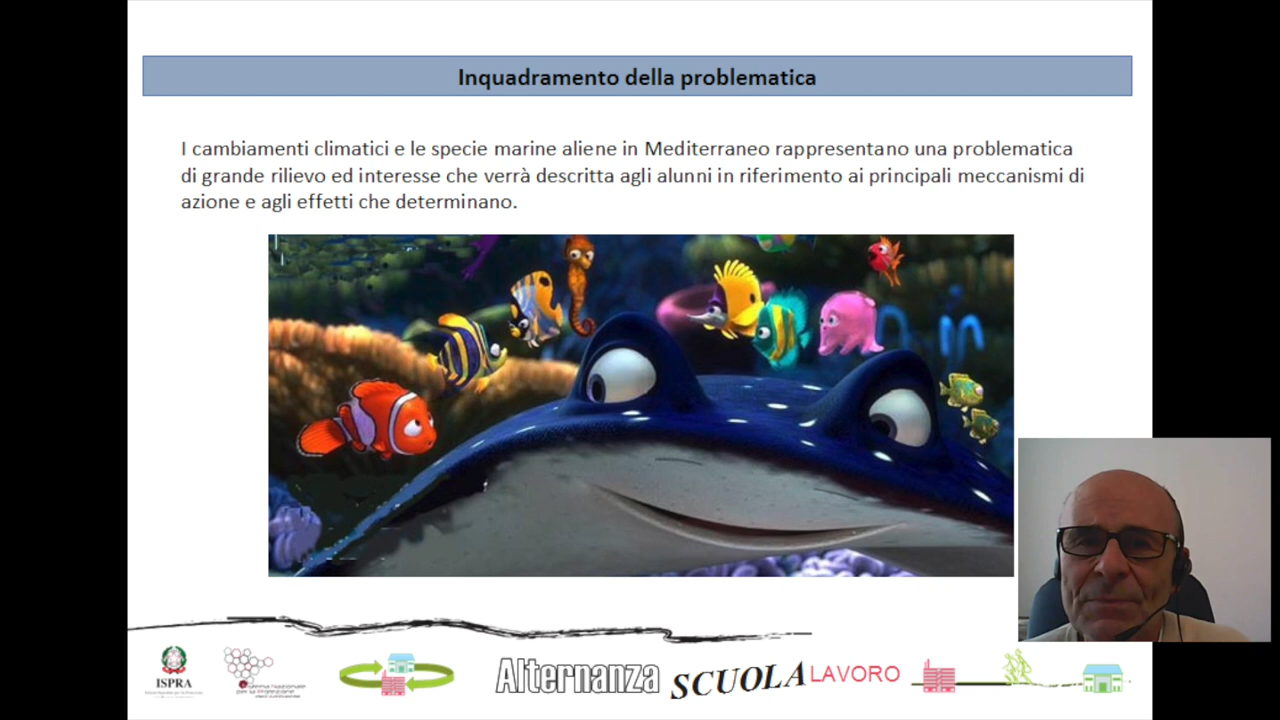 Inquadramento della problematica
I cambiamenti climatici e le specie marine aliene in Mediterraneo rappresentano una problematica
di grande rilievo ed interesse che verrà descritta agli alunni in riferimento ai principali meccanismi di
azione e agli effetti che determinano.
ISPRA
Alternanza SCUOLA LAVORO